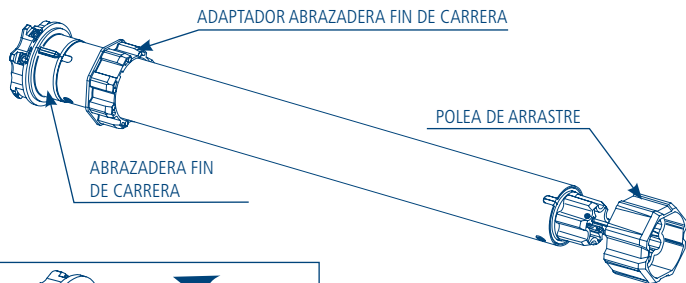 ADAPTADOR ABRAZADERA FIN DE CARRERA
POLEA DE ARRASTRE
ABRAZADERA FIN
DE CARRERA